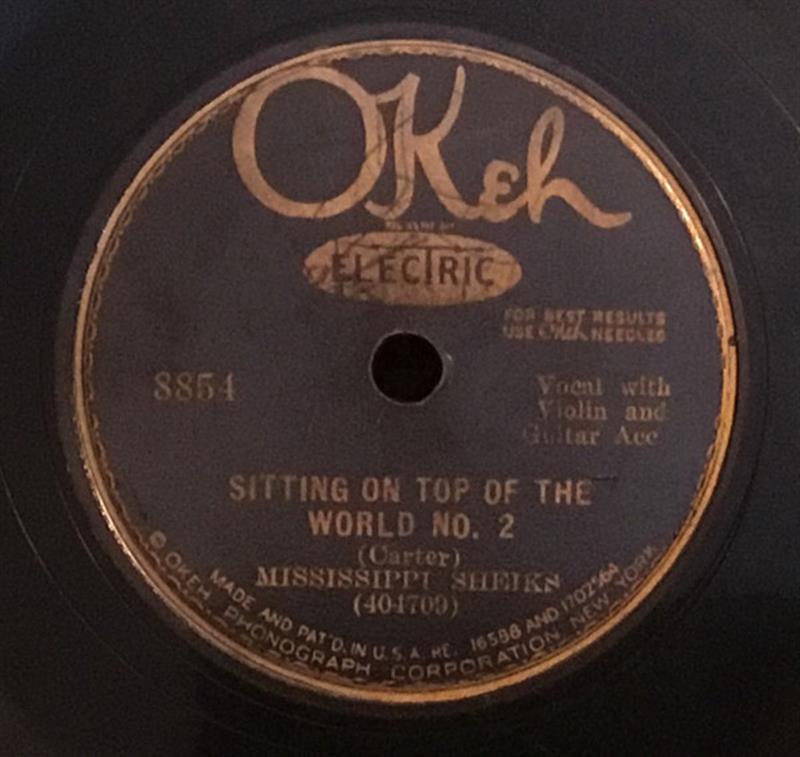 OKeh
ELECTRIC
FOR BEST RESULTS
USE OKeh NEEDLES
8854
Vocal with
Violin and
Guitar Acc
SITTING ON TOP OF THE
WORLD NO. 2
(Carter)
MISSISSIPPI SHEIKS
(404709)
MADE AND PAT'D. IN U.S.A. RE. 16588 AND 1702564
© OKEH PHONOGRAPH CORPORATION NEW YORK